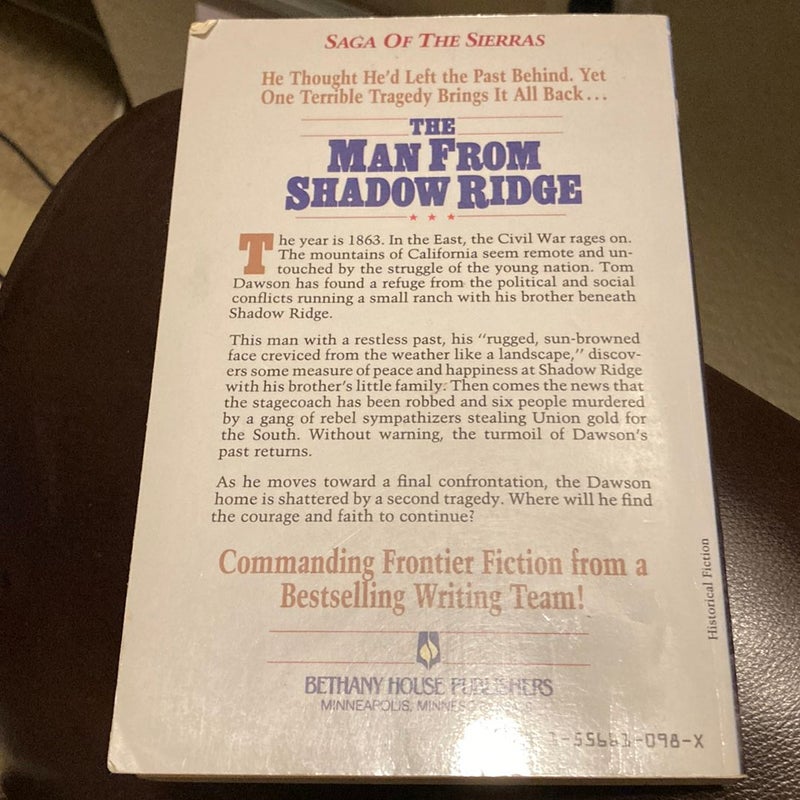 SAGA OF THE SIERRAS
He Thought He'd Left the Past Behind. Yet
One Terrible Tragedy Brings It All Back...
THE
MAN FROM
SHADOW RIDGE
The year is 1863. In the East, the Civil War rages on.
The mountains of California seem remote and un-
touched by the struggle of the young nation. Tom
Dawson has found a refuge from the political and social
conflicts running a small ranch with his brother beneath
Shadow Ridge.
This man with a restless past, his "rugged, sun-browned
face creviced from the weather like a landscape," discov-
ers some measure of peace and happiness at Shadow Ridge
with his brother's little family. Then comes the news that
the stagecoach has been robbed and six people murdered
by a gang of rebel sympathizers stealing Union gold for
the South. Without warning, the turmoil of Dawson's
past returns.
As he moves toward a final confrontation, the Dawson
home is shattered by a second tragedy. Where will he find
the courage and faith to continue?
Commanding Frontier Fiction from a
Bestselling Writing Team!
Historical Fiction
BETHANY HOUSE PUBLISHERS
MINNEAPOLIS,
1-55661-098-X